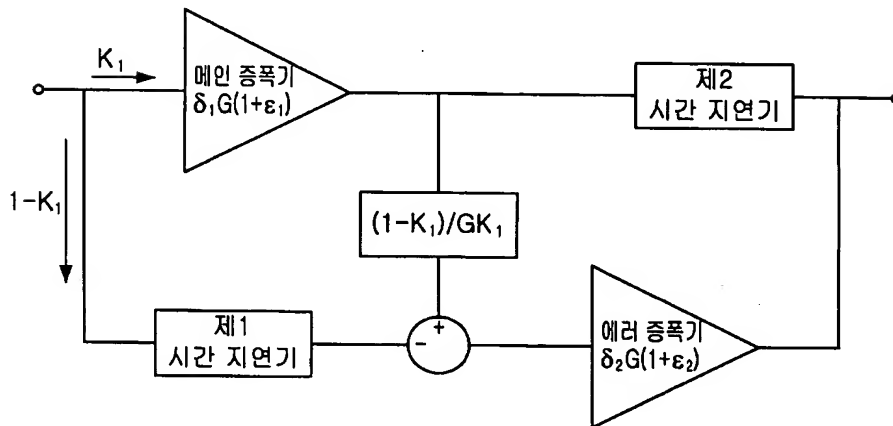 K₁
메인 증폭기
δ₁G(1+ε₁)
제2
시간 지연기
1-K₁
(1-K₁)/GK₁
제1
시간 지연기
-
+
에러 증폭기
δ₂G(1+ε₂)